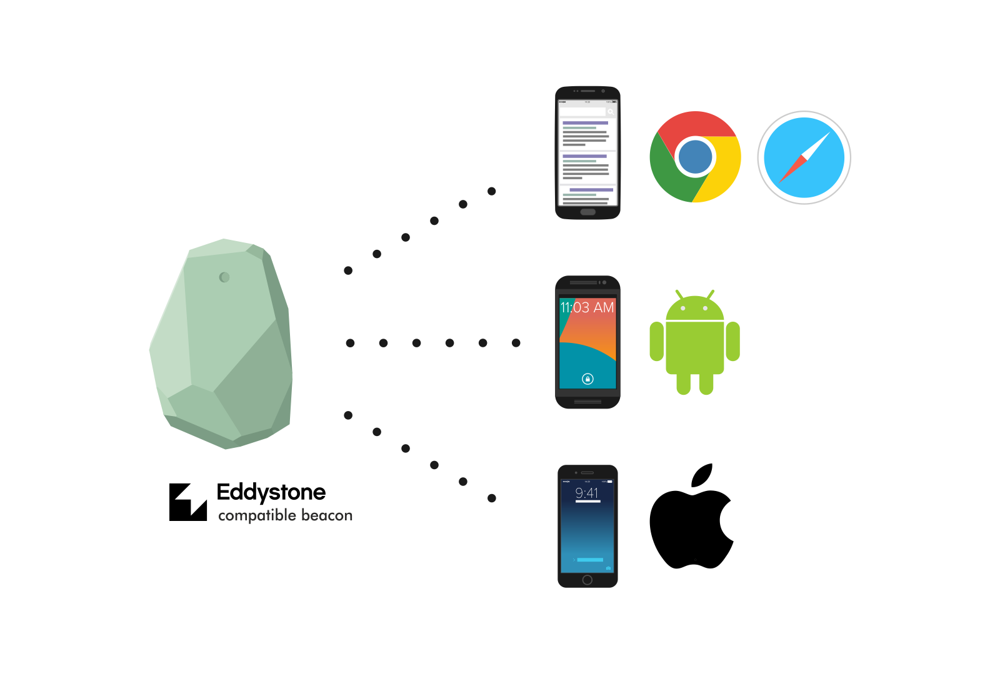 11:03 AM
9:41
Eddystone
compatible beacon